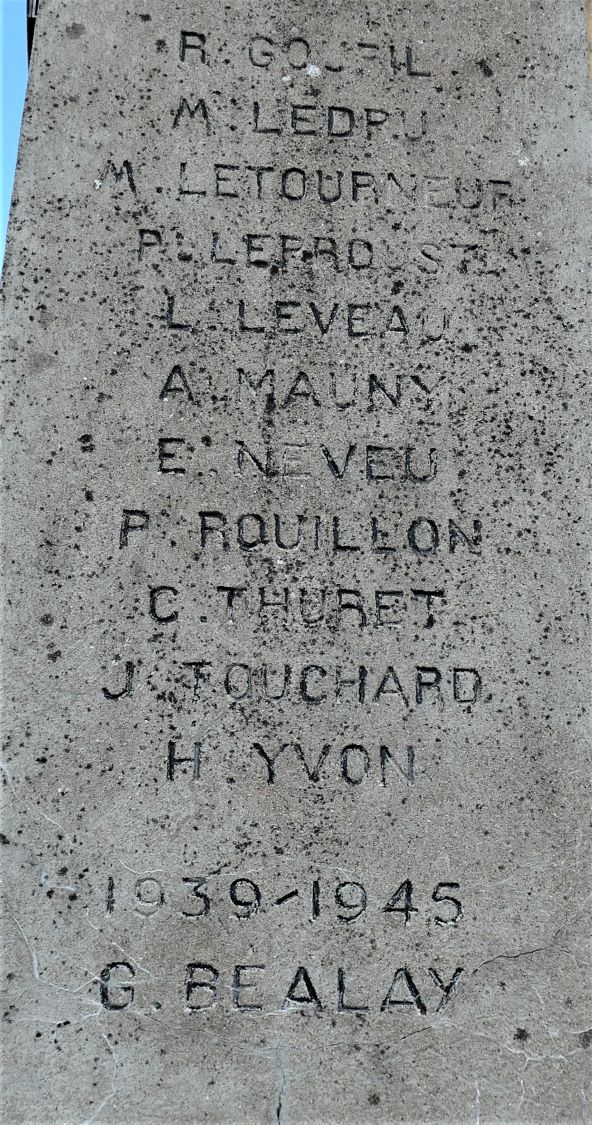 R. GOUPIL
M. LEDRU
M. LETOURNEUR
P. LEPROUST
L. LEVEAU
A. MAUNY
E. NEVEU
P. ROUILLON
C. THURET
J. TOUCHARD
H. YVON
1939-1945
G. BEALAY